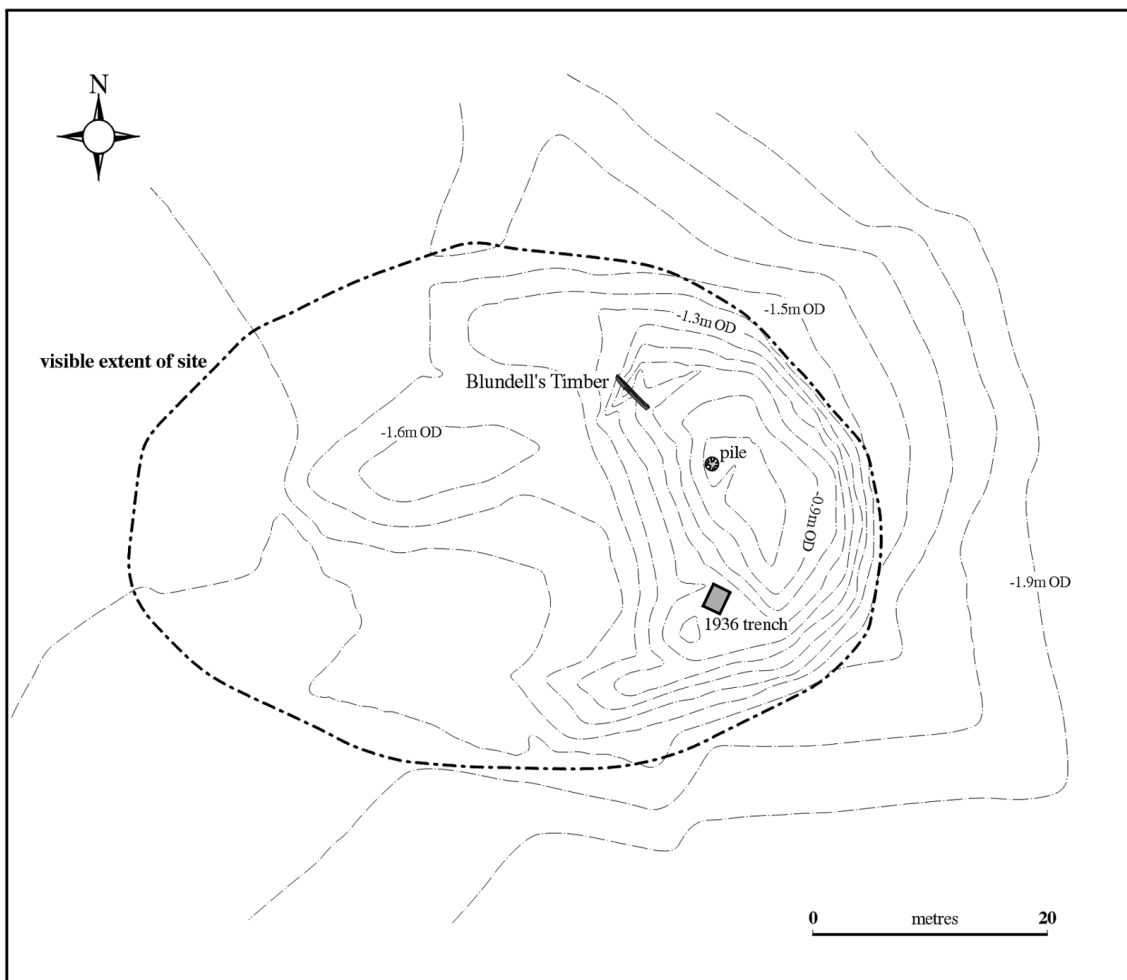 N
-1.5m OD
-1.3m OD
visible extent of site
Blundell's Timber
-1.6m OD
pile
-0.9m OD
-1.9m OD
1936 trench
0 metres 20